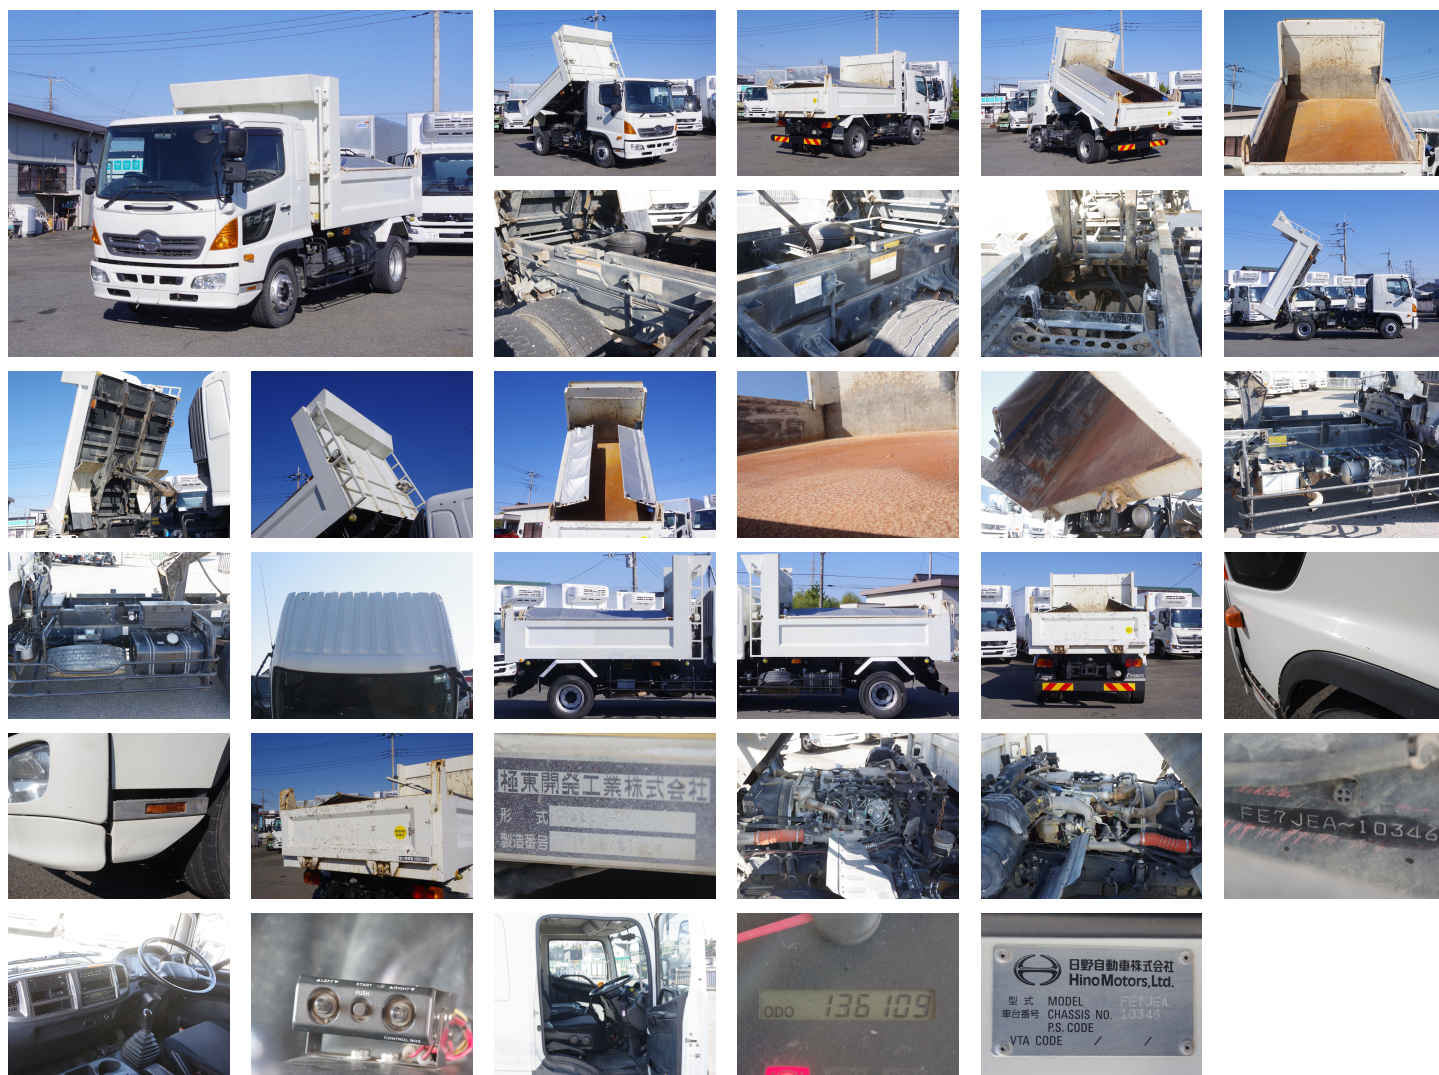 極東開発工業株式会社
形 式
製造番号
FE7JEA~10346
▲LEFT▼ START ▲RIGHT▼
PUSH
CONTROL BOX
ODO 136109
日野自動車株式会社
HinoMotors,Ltd.
型 式 MODEL FE7JEA
車台番号 CHASSIS NO. 10346
P.S. CODE
VTA CODE / /